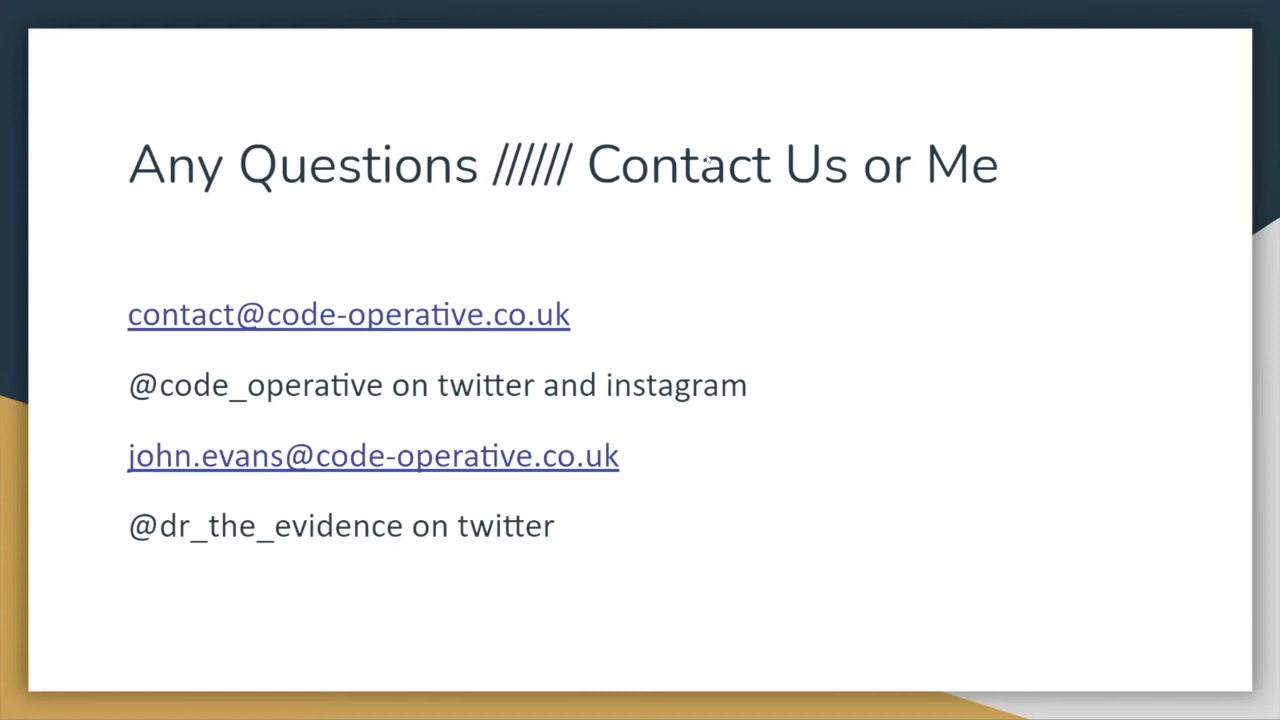 Any Questions ////// Contact Us or Me
contact@code-operative.co.uk
@code_operative on twitter and instagram
john.evans@code-operative.co.uk
@dr_the_evidence on twitter